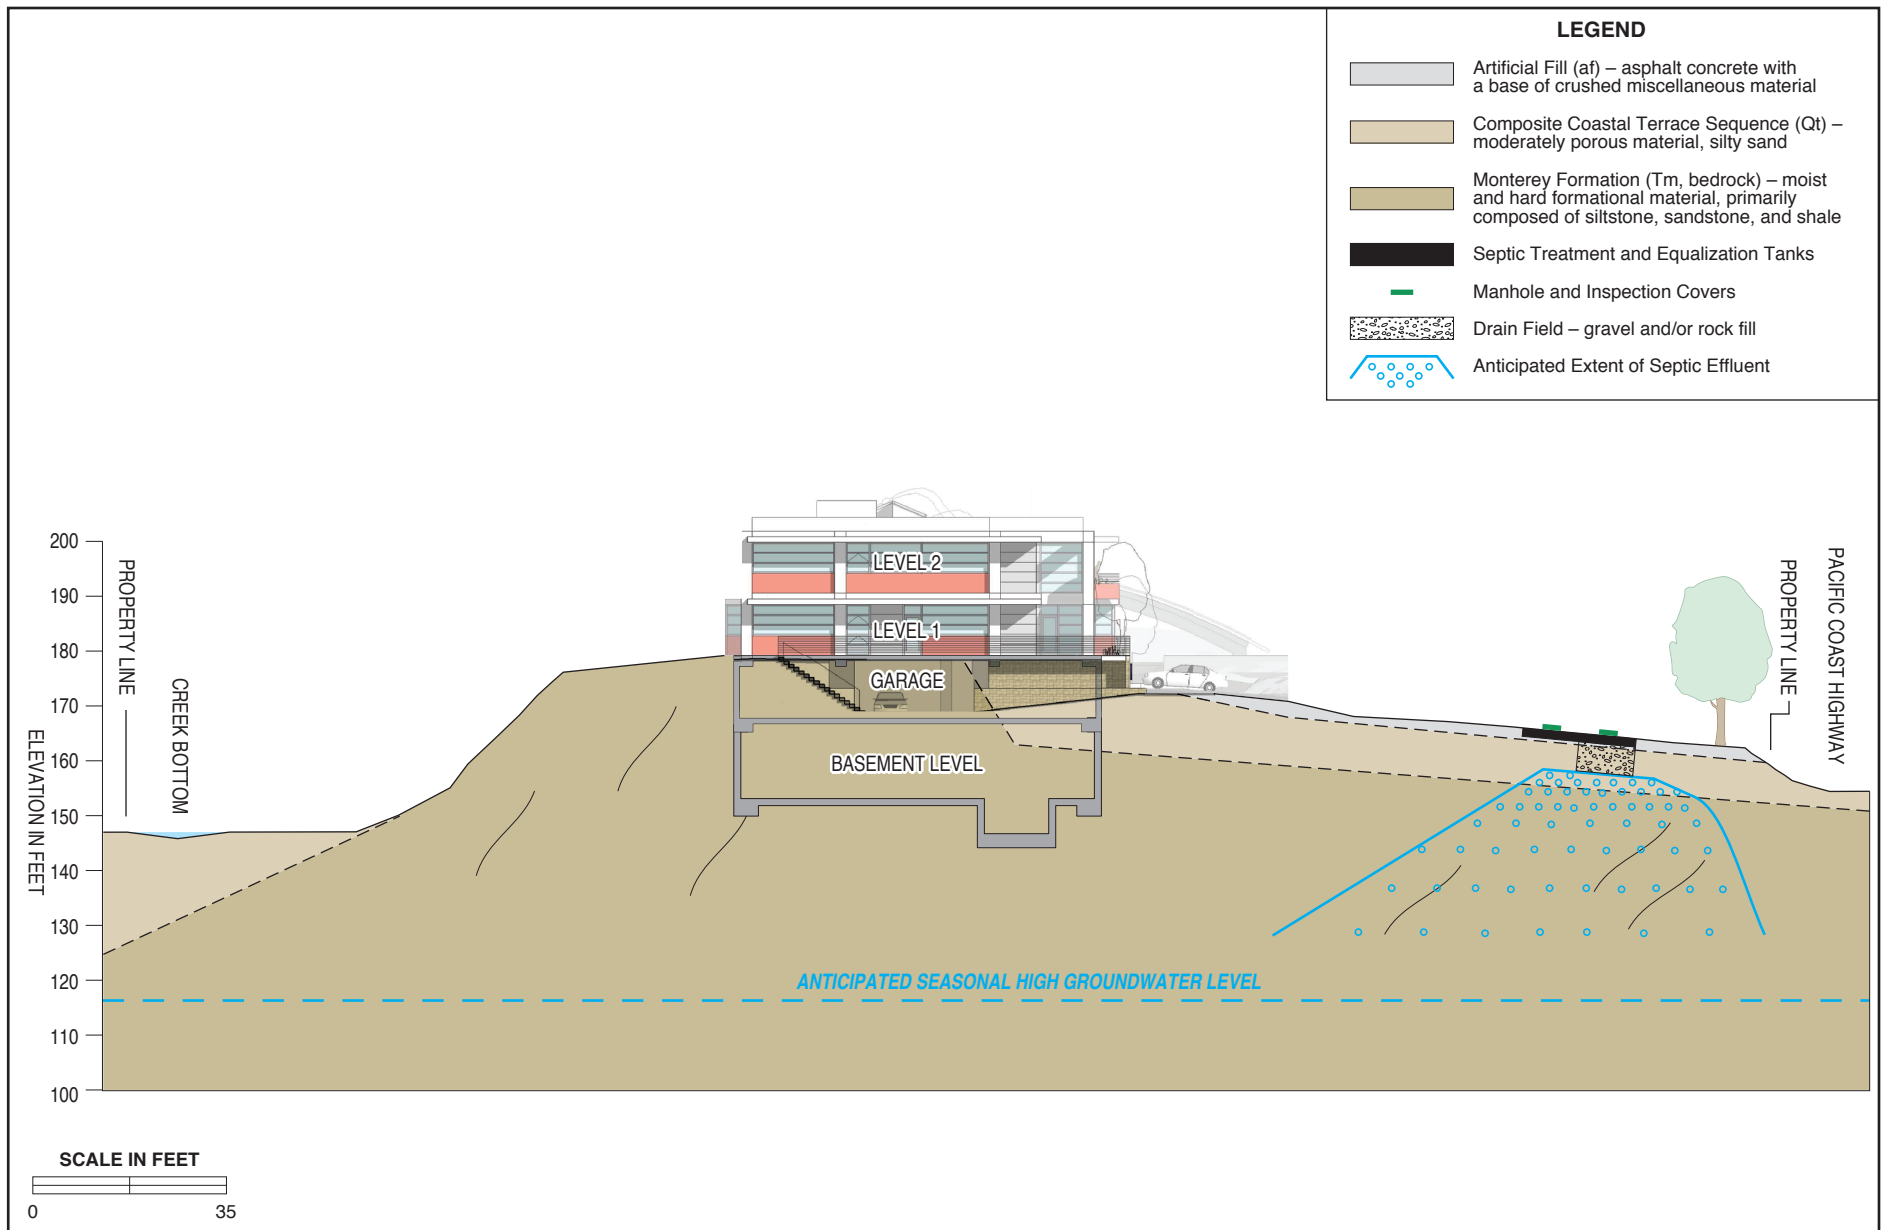 LEGEND
Artificial Fill (af) – asphalt concrete with
a base of crushed miscellaneous material
Composite Coastal Terrace Sequence (Qt) –
moderately porous material, silty sand
Monterey Formation (Tm, bedrock) – moist
and hard formational material, primarily
composed of siltstone, sandstone, and shale
Septic Treatment and Equalization Tanks
Manhole and Inspection Covers
Drain Field – gravel and/or rock fill
Anticipated Extent of Septic Effluent
200
190
180
170
160
150
140
130
120
110
100
ELEVATION IN FEET
PROPERTY LINE
CREEK BOTTOM
LEVEL 2
LEVEL 1
GARAGE
BASEMENT LEVEL
PROPERTY LINE
PACIFIC COAST HIGHWAY
ANTICIPATED SEASONAL HIGH GROUNDWATER LEVEL
SCALE IN FEET
0 35